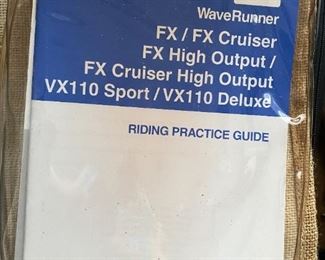 WaveRunner
FX / FX Cruiser
FX High Output /
FX Cruiser High Output
VX110 Sport / VX110 Deluxe
RIDING PRACTICE GUIDE